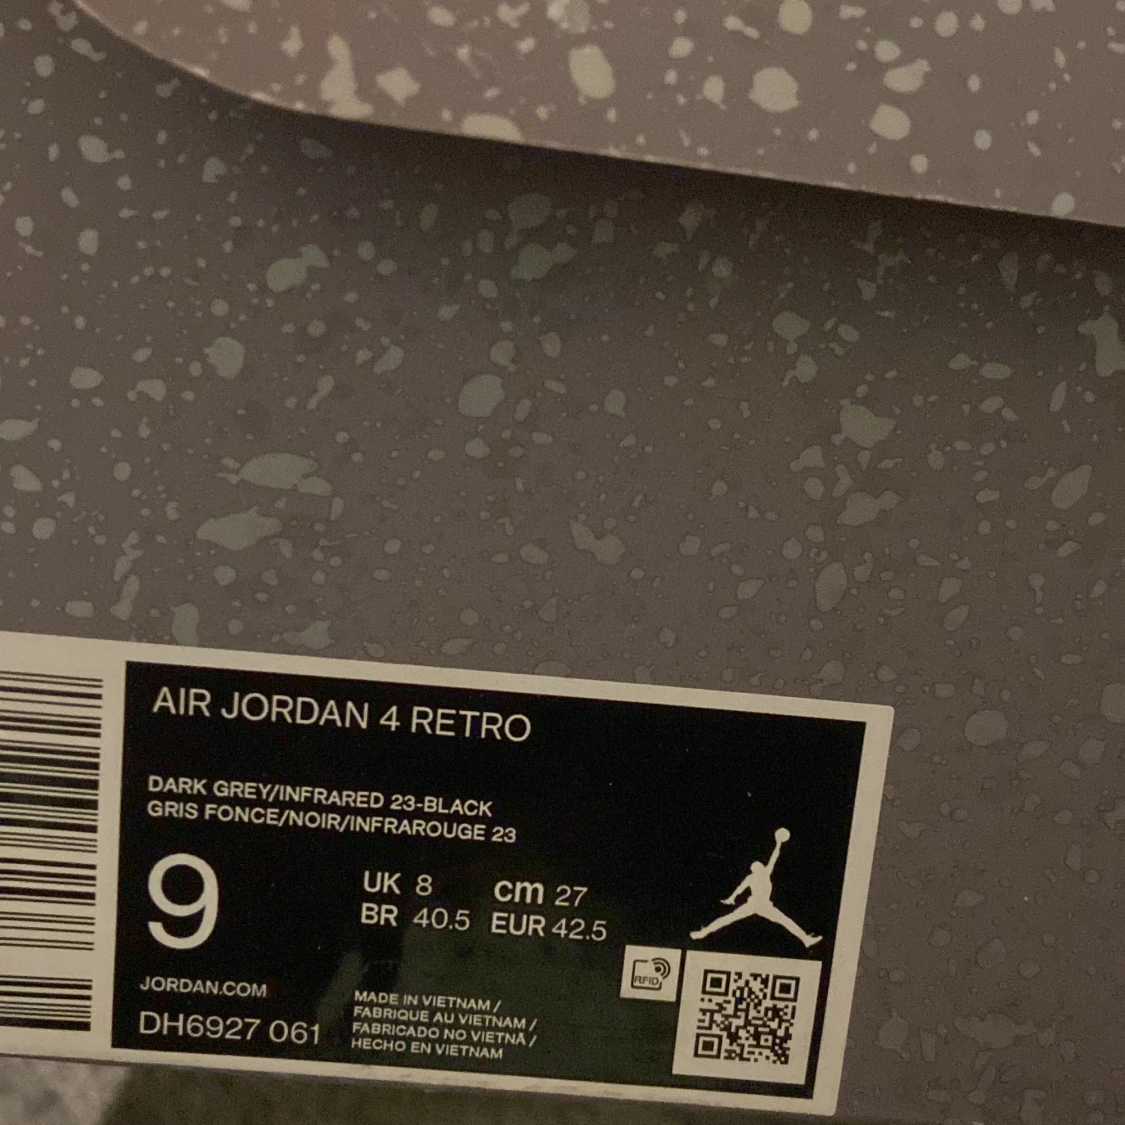 AIR JORDAN 4 RETRO
DARK GREY/INFRARED 23-BLACK
GRIS FONCE/NOIR/INFRAROUGE 23
9
UK 8 cm 27
BR 40.5 EUR 42.5
RFID
JORDAN.COM
DH6927 061
MADE IN VIETNAM /
FABRIQUE AU VIETNAM /
FABRICADO NO VIETNÃ /
HECHO EN VIETNAM